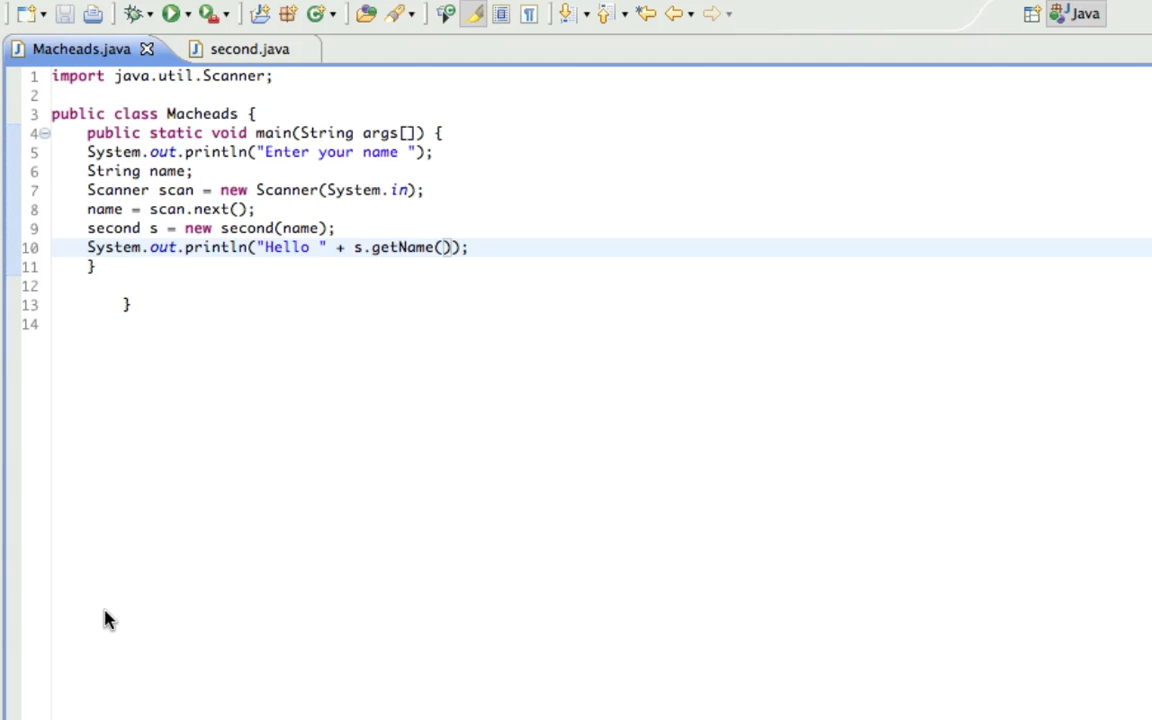 Java
Macheads.java second.java
1 import java.util.Scanner;
2
3 public class Macheads {
4 public static void main(String args[]) {
5 System.out.println("Enter your name ");
6 String name;
7 Scanner scan = new Scanner(System.in);
8 name = scan.next();
9 second s = new second(name);
10 System.out.println("Hello " + s.getName());
11 }
12
13 }
14